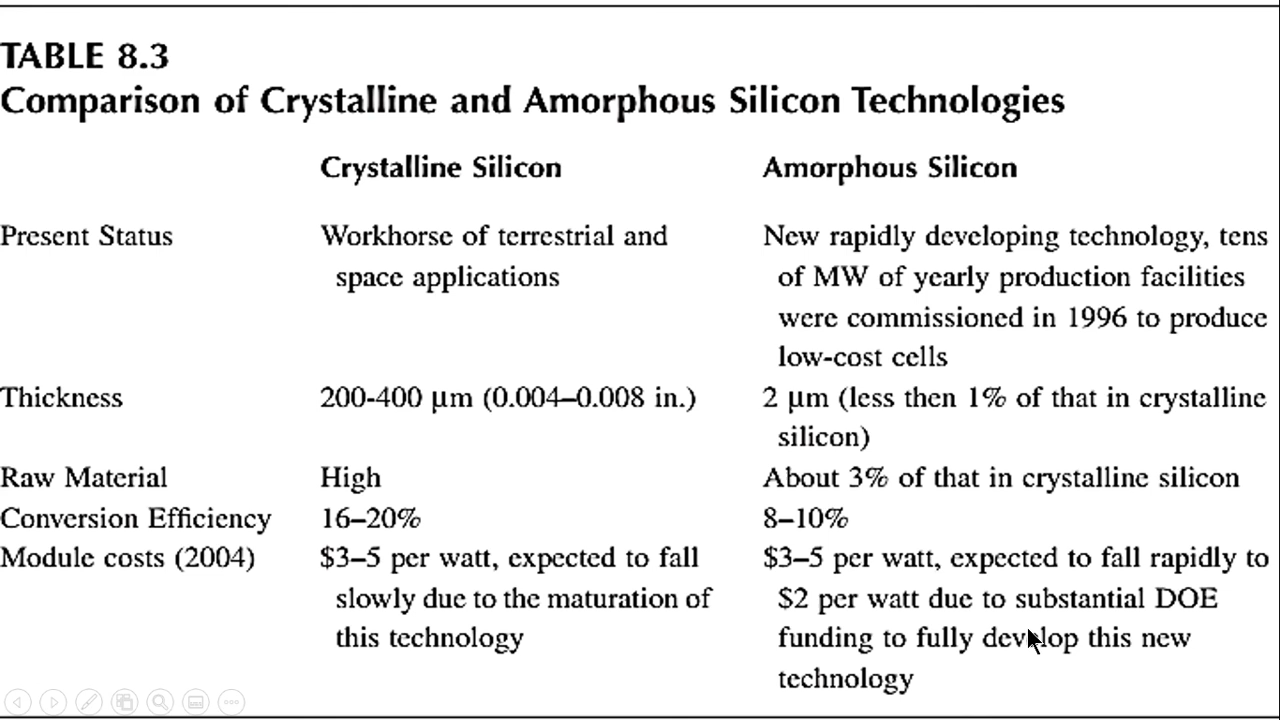 TABLE 8.3
Comparison of Crystalline and Amorphous Silicon Technologies
Crystalline Silicon Amorphous Silicon
Present Status Workhorse of terrestrial and New rapidly developing technology, tens
space applications of MW of yearly production facilities
were commissioned in 1996 to produce
low-cost cells
Thickness 200-400 μm (0.004–0.008 in.) 2 μm (less then 1% of that in crystalline
silicon)
Raw Material High About 3% of that in crystalline silicon
Conversion Efficiency 16–20% 8–10%
Module costs (2004) $3–5 per watt, expected to fall $3–5 per watt, expected to fall rapidly to
slowly due to the maturation of $2 per watt due to substantial DOE
this technology funding to fully develop this new
technology